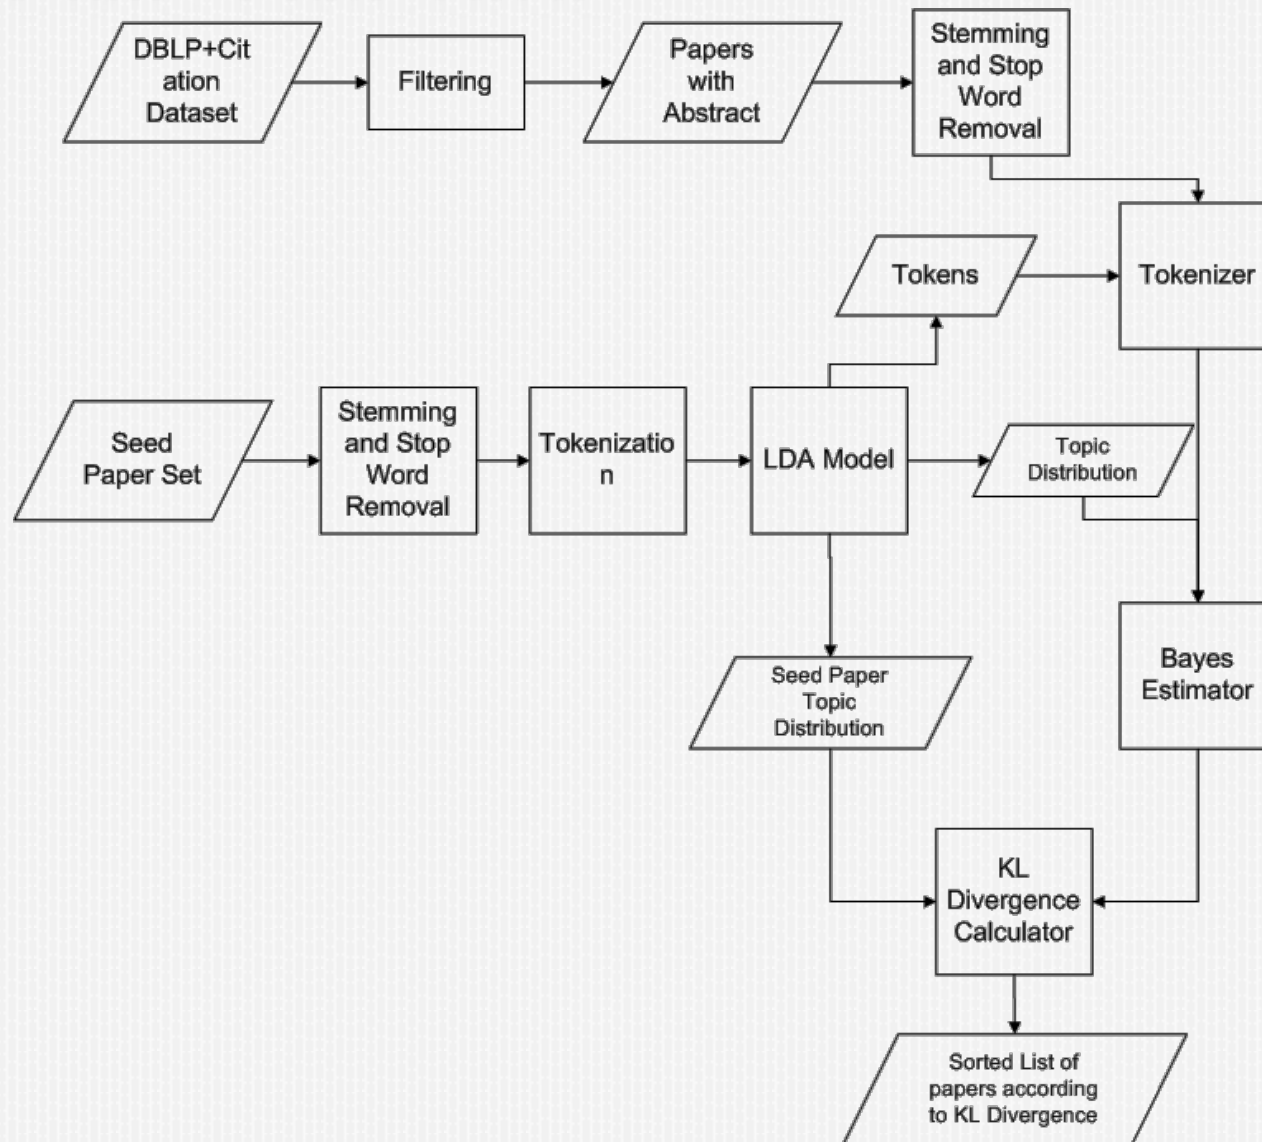 DBLP+Cit
ation
Dataset
Filtering
Papers
with
Abstract
Stemming
and Stop
Word
Removal
Tokens
Tokenizer
Seed
Paper Set
Stemming
and Stop
Word
Removal
Tokenizatio
n
LDA Model
Topic
Distribution
Seed Paper
Topic
Distribution
Bayes
Estimator
KL
Divergence
Calculator
Sorted List of
papers according
to KL Divergence